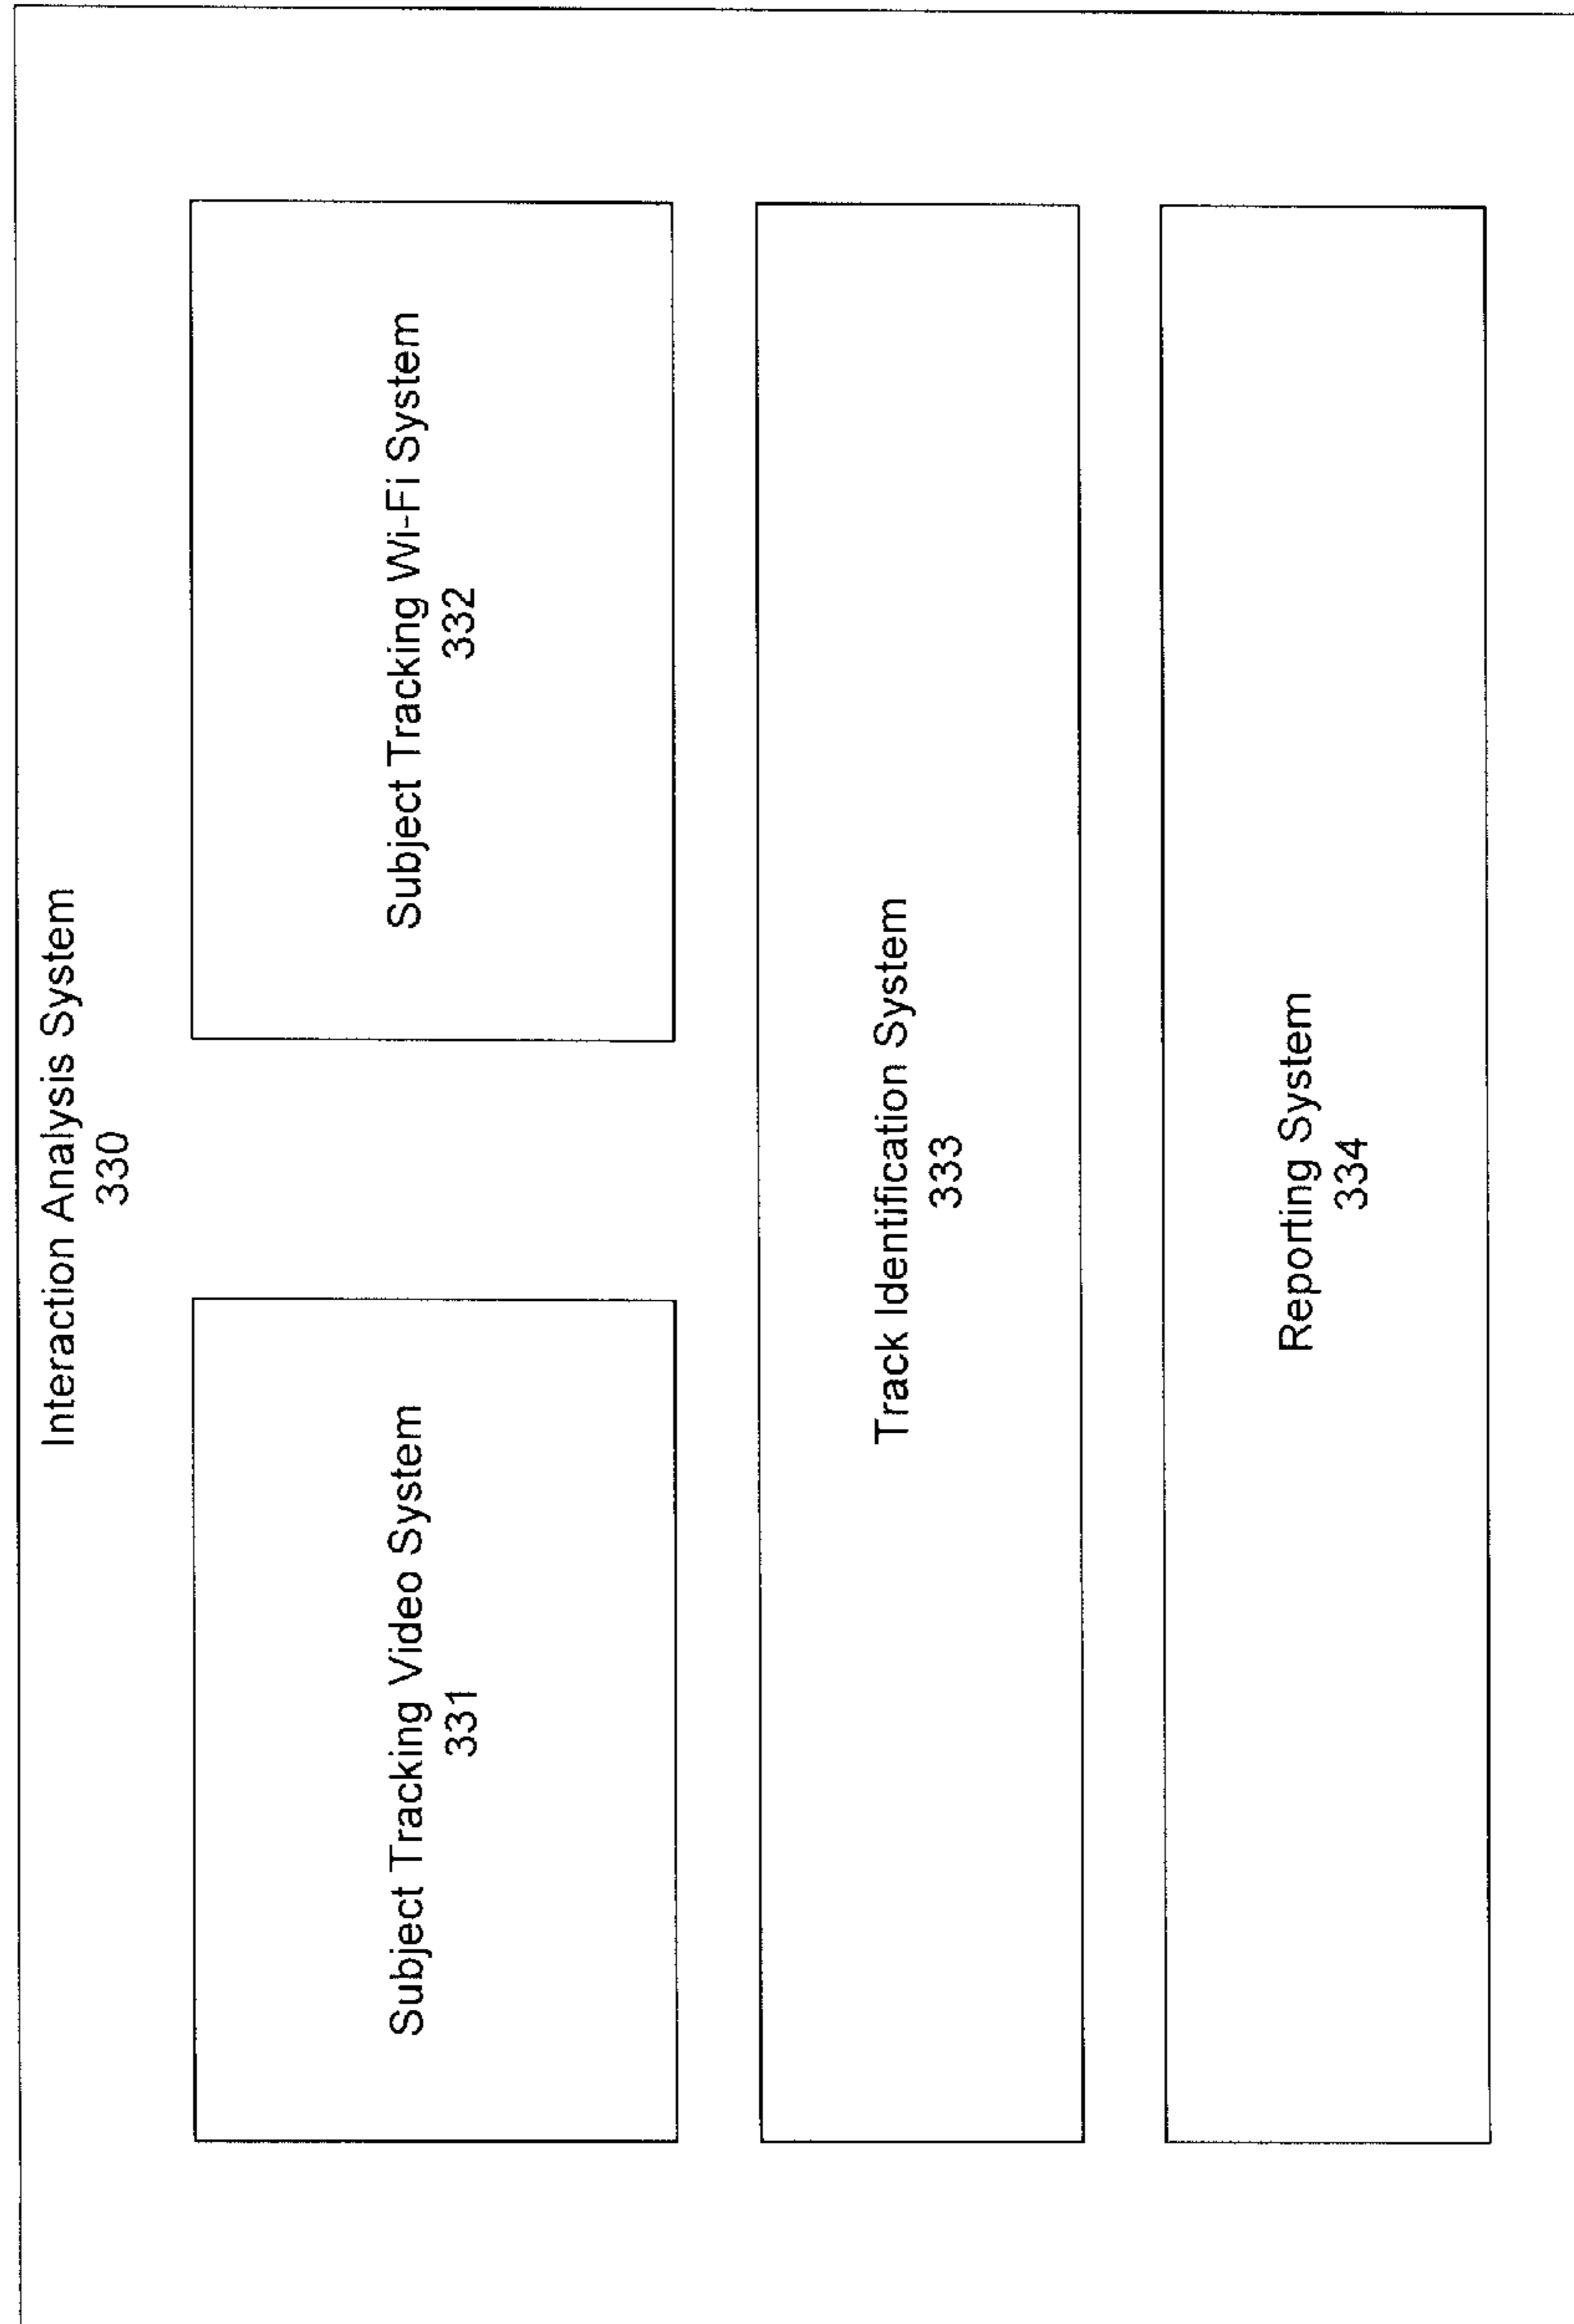 Interaction Analysis System
330
Subject Tracking Video System
331
Subject Tracking Wi-Fi System
332
Track Identification System
333
Reporting System
334